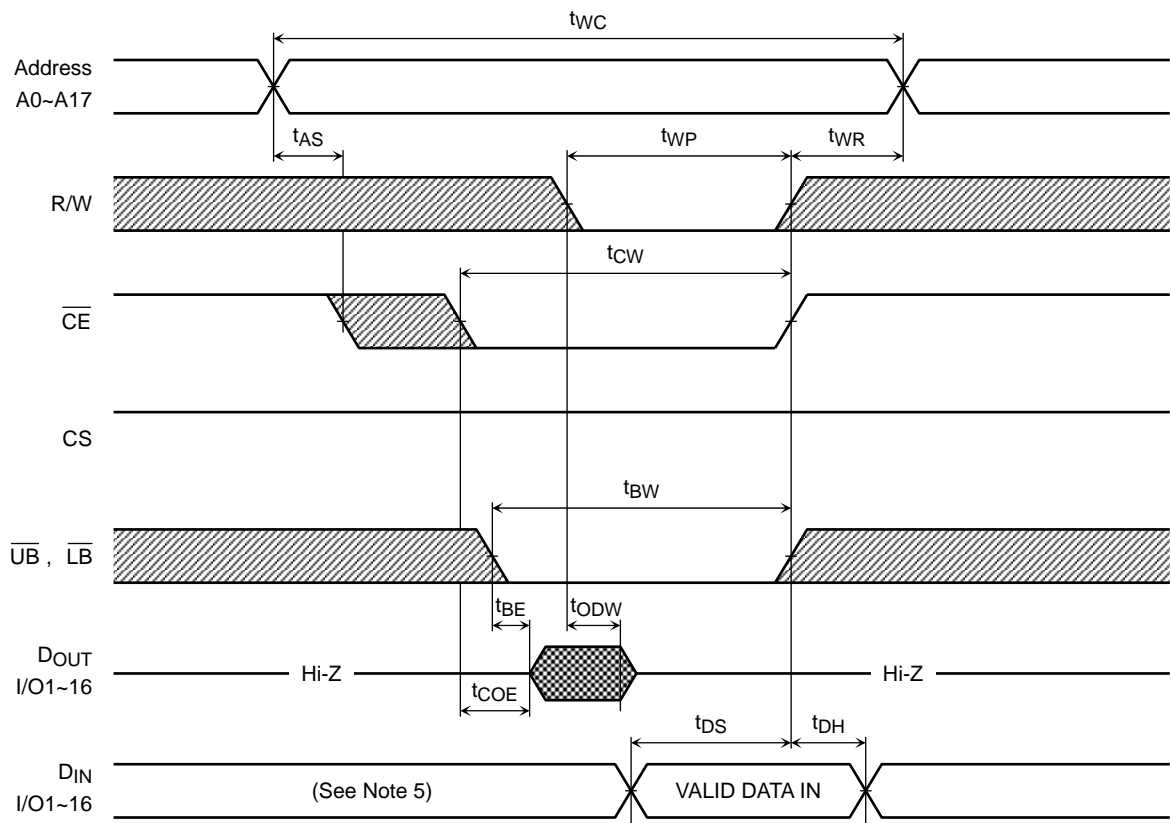 tWC
Address
A0~A17
tAS
tWP
tWR
R/W
tCW
CE
CS
tBW
UB , LB
tBE
tODW
DOUT
I/O1~16
Hi-Z
Hi-Z
tCOE
tDS
tDH
DIN
I/O1~16
(See Note 5)
VALID DATA IN